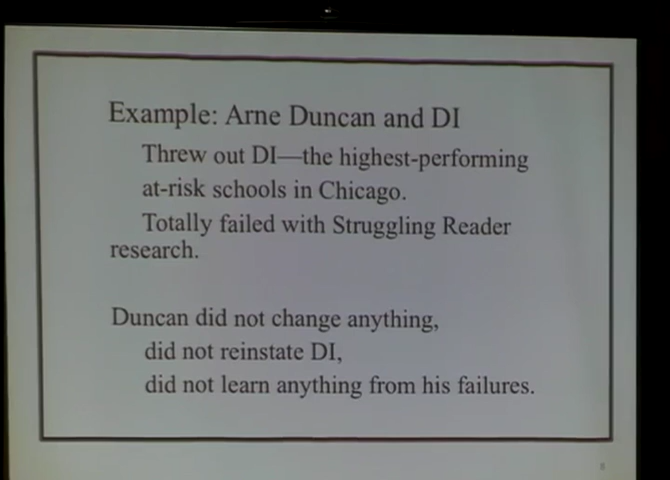 Example: Arne Duncan and DI
Threw out DI—the highest-performing
at-risk schools in Chicago.
Totally failed with Struggling Reader
research.
Duncan did not change anything,
did not reinstate DI,
did not learn anything from his failures.